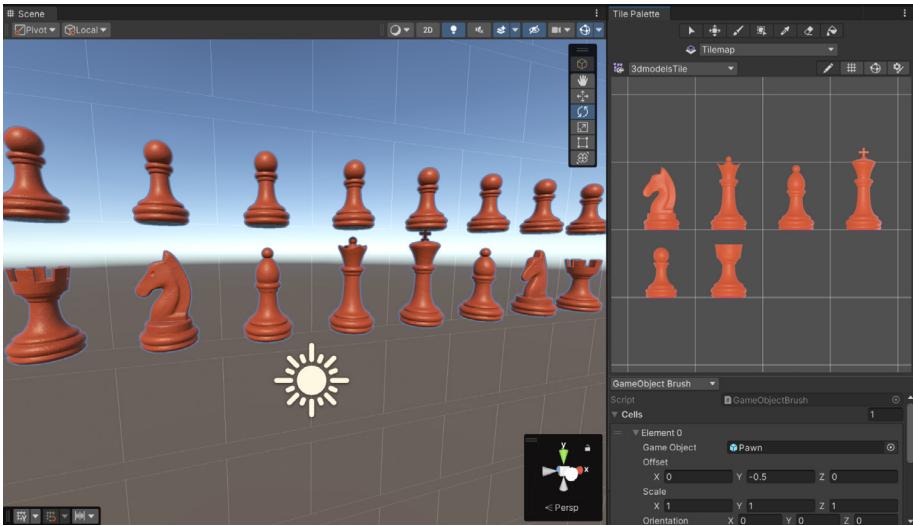 Scene
Pivot
Local
2D
y
x
Persp
Tile Palette
Tilemap
3dmodelsTile
GameObject Brush
Script
GameObjectBrush
Cells
1
Element 0
Game Object
Pawn
Offset
X 0 Y -0.5 Z 0
Scale
X 1 Y 1 Z 1
Orientation X 0 Y 0 Z 0